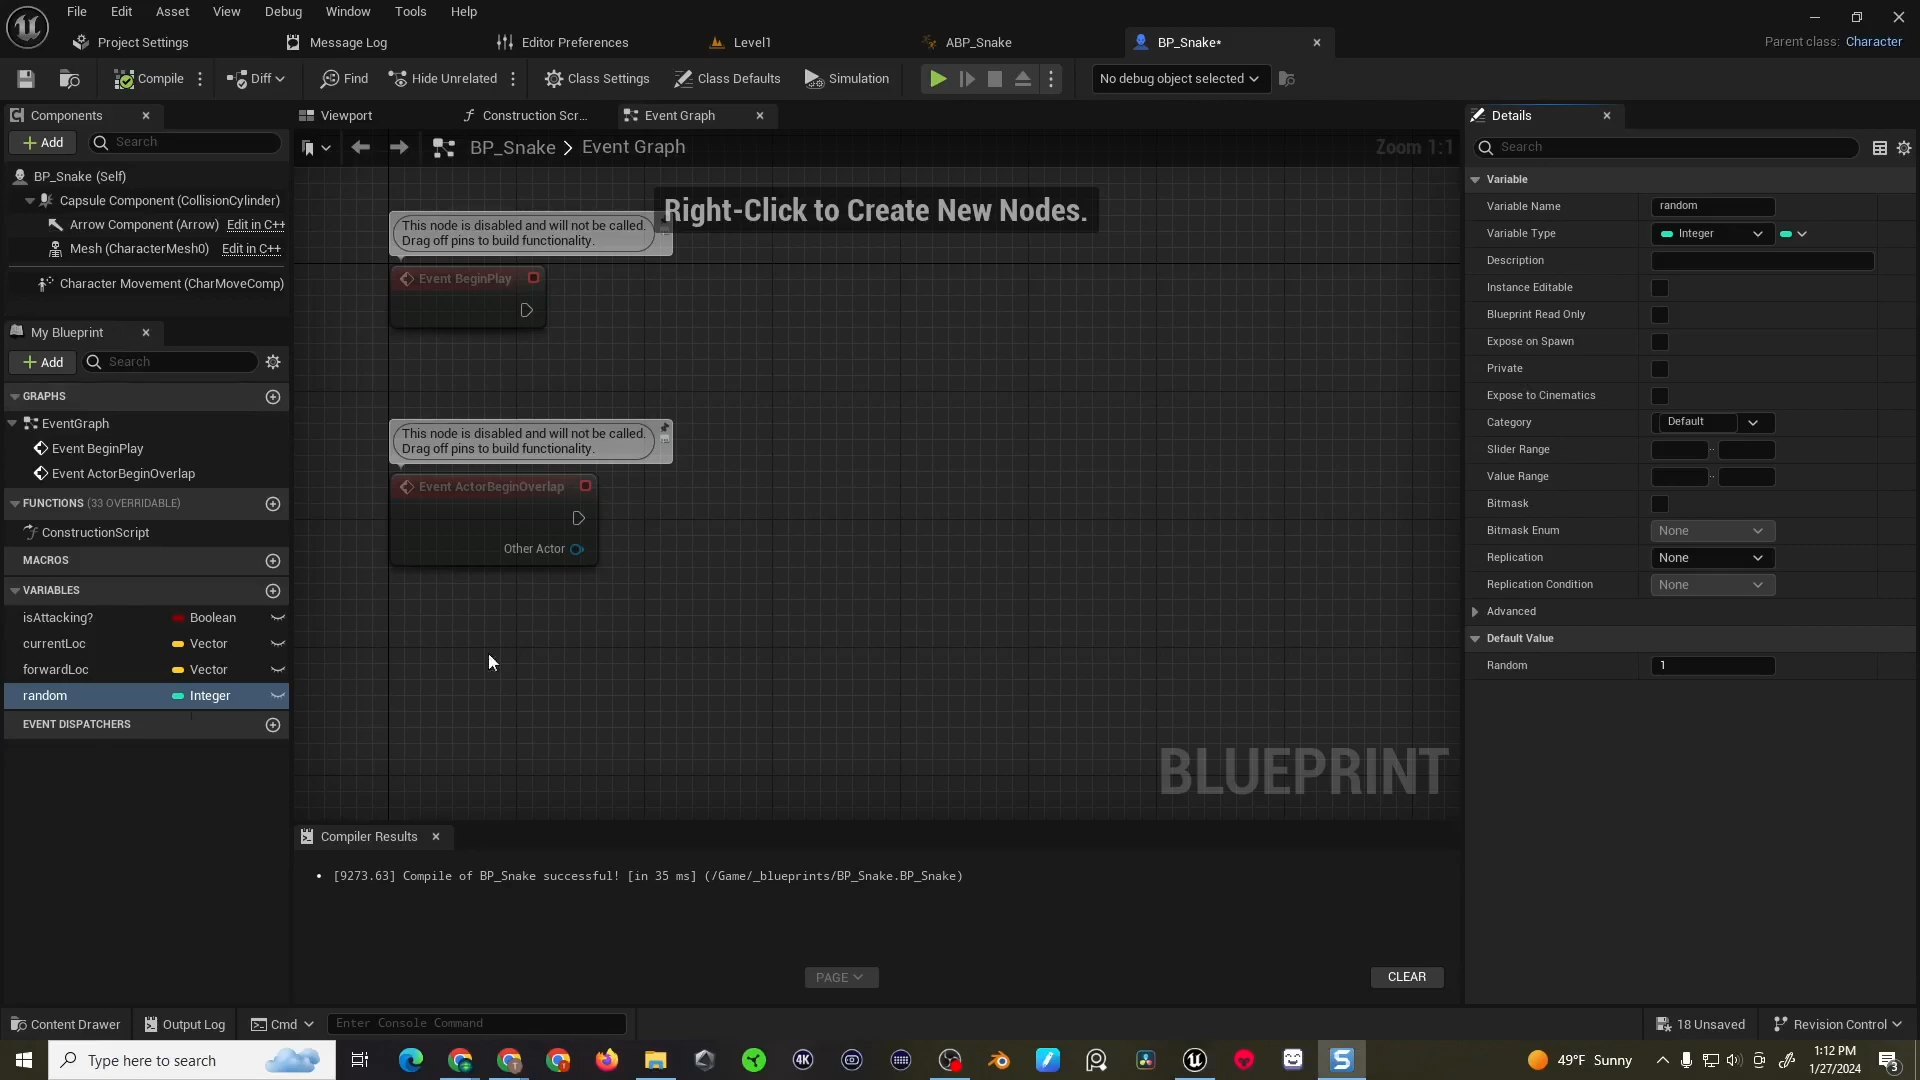 File Edit Asset View Debug Window Tools Help
Project Settings Message Log Editor Preferences Level1 ABP_Snake BP_Snake* Parent class: Character
Compile Diff Find Hide Unrelated Class Settings Class Defaults Simulation No debug object selected
Components
Add Search
BP_Snake (Self)
Capsule Component (CollisionCylinder)
Arrow Component (Arrow) Edit in C++
Mesh (CharacterMesh0) Edit in C++
Character Movement (CharMoveComp)
My Blueprint
Add Search
GRAPHS
EventGraph
Event BeginPlay
Event ActorBeginOverlap
FUNCTIONS (33 OVERRIDABLE)
ConstructionScript
MACROS
VARIABLES
isAttacking? Boolean
currentLoc Vector
forwardLoc Vector
random Integer
EVENT DISPATCHERS
Viewport Construction Scr... Event Graph
BP_Snake > Event Graph Zoom 1:1
Right-Click to Create New Nodes.
This node is disabled and will not be called.
Drag off pins to build functionality.
Event BeginPlay
This node is disabled and will not be called.
Drag off pins to build functionality.
Event ActorBeginOverlap
Other Actor
BLUEPRINT
Compiler Results
[9273.63] Compile of BP_Snake successful! [in 35 ms] (/Game/_blueprints/BP_Snake.BP_Snake)
PAGE CLEAR
Details
Search
Variable
Variable Name random
Variable Type Integer
Description
Instance Editable
Blueprint Read Only
Expose on Spawn
Private
Expose to Cinematics
Category Default
Slider Range
Value Range
Bitmask
Bitmask Enum None
Replication None
Replication Condition None
Advanced
Default Value
Random 1
Content Drawer Output Log Cmd Enter Console Command 18 Unsaved Revision Control
Type here to search 4K 49°F Sunny 1:12 PM
1/27/2024 3